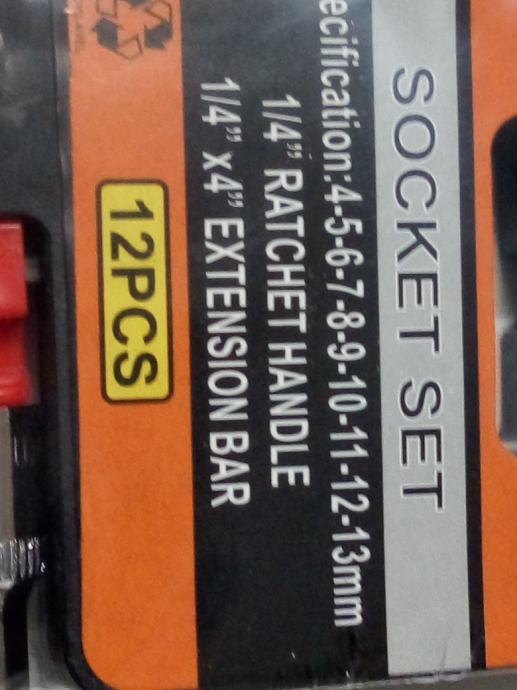 SOCKET SET
ecification:4-5-6-7-8-9-10-11-12-13mm
1/4" RATCHET HANDLE
1/4" x4" EXTENSION BAR
12PCS